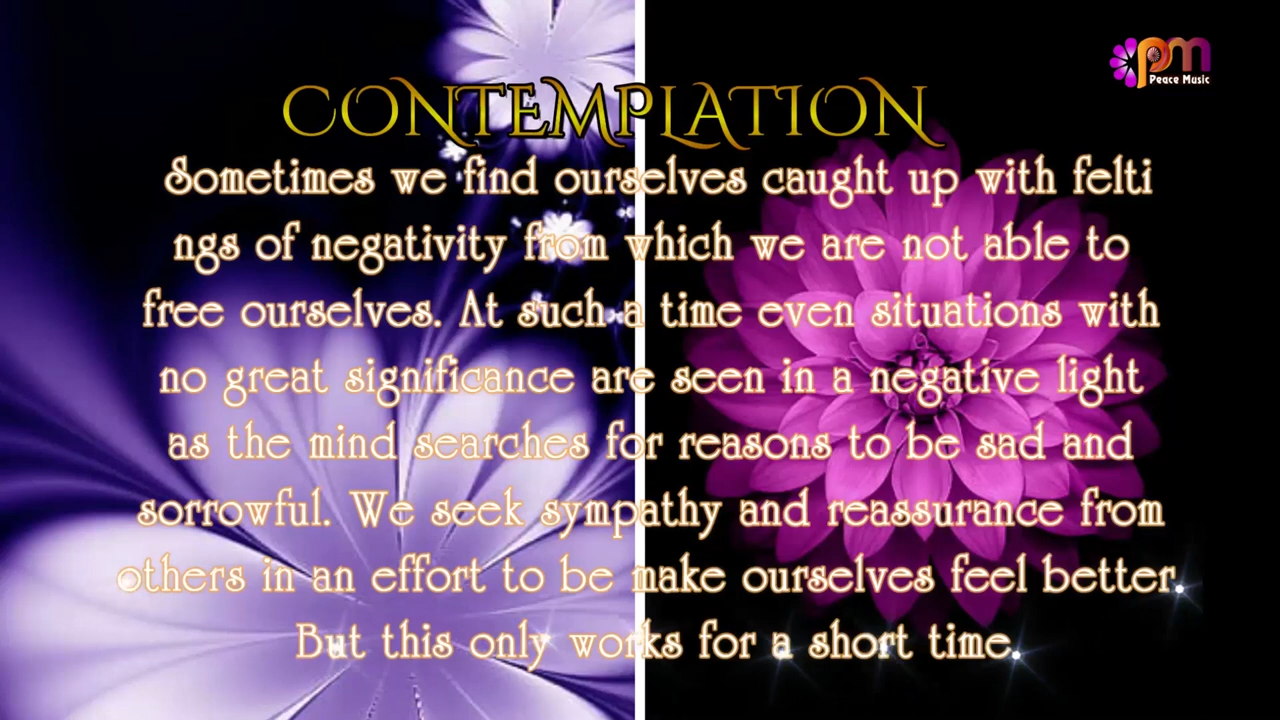 pm
Peace Music
CONTEMPLATION
Sometimes we find ourselves caught up with felti
ngs of negativity from which we are not able to
free ourselves. At such a time even situations with
no great significance are seen in a negative light
as the mind searches for reasons to be sad and
sorrowful. We seek sympathy and reassurance from
others in an effort to be make ourselves feel better.
But this only works for a short time.